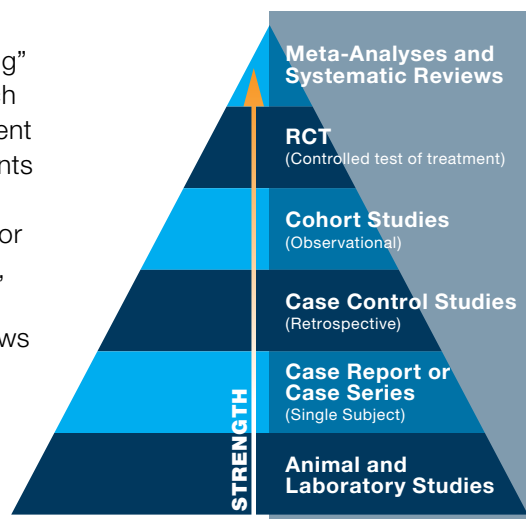 g”
ch
ent
nts
or
,
ws
Meta-Analyses and
Systematic Reviews
RCT
(Controlled test of treatment)
Cohort Studies
(Observational)
Case Control Studies
(Retrospective)
Case Report or
Case Series
(Single Subject)
Animal and
Laboratory Studies
STRENGTH